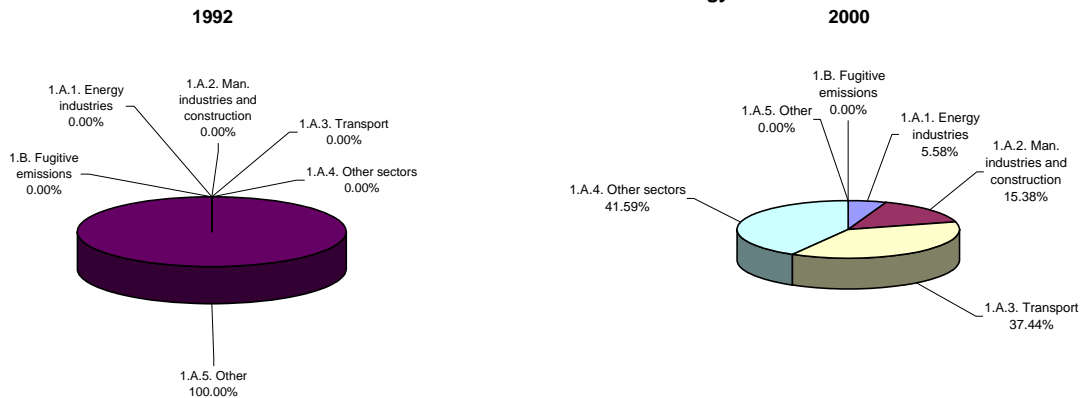 1992
1.A.1. Energy
industries
0.00%
1.A.2. Man.
industries and
construction
0.00%
1.A.3. Transport
0.00%
1.B. Fugitive
emissions
0.00%
1.A.4. Other sectors
0.00%
1.A.5. Other
100.00%
2000
1.B. Fugitive
emissions
0.00%
1.A.5. Other
0.00%
1.A.1. Energy
industries
5.58%
1.A.2. Man.
industries and
construction
15.38%
1.A.4. Other sectors
41.59%
1.A.3. Transport
37.44%